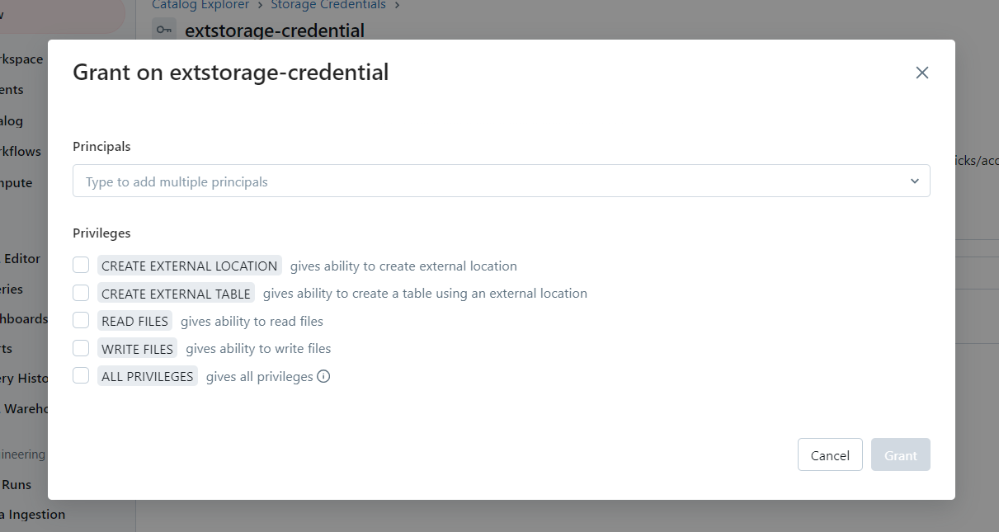 Catalog Explorer > Storage Credentials >
extstorage-credential
Grant on extstorage-credential
Principals
Type to add multiple principals
Privileges
CREATE EXTERNAL LOCATION gives ability to create external location
CREATE EXTERNAL TABLE gives ability to create a table using an external location
READ FILES gives ability to read files
WRITE FILES gives ability to write files
ALL PRIVILEGES gives all privileges
Cancel Grant
rkspace
ents
alog
rkflows
npute
Editor
eries
hboards
rts
ery Histo
Wareho
ineering
Runs
a Ingestion
icks/acc